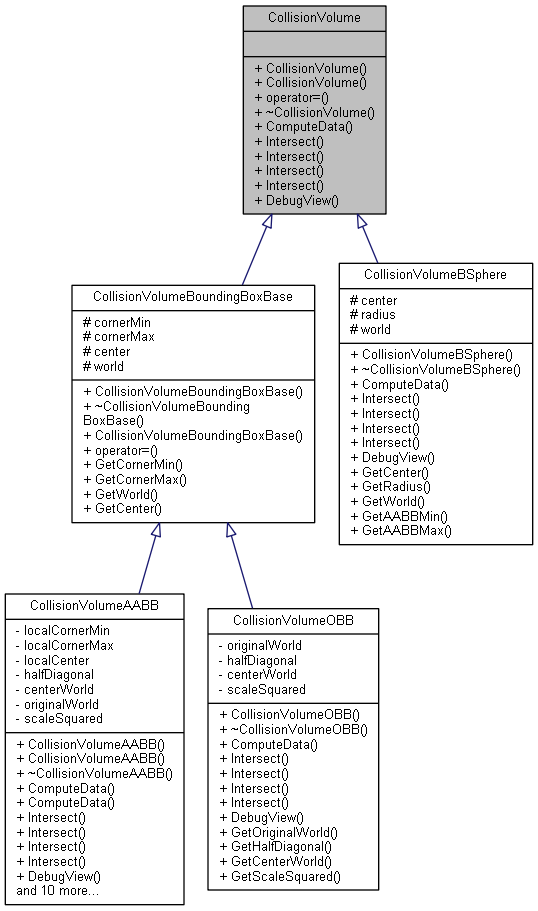 CollisionVolume
+ CollisionVolume()
+ CollisionVolume()
+ operator=()
+ ~CollisionVolume()
+ ComputeData()
+ Intersect()
+ Intersect()
+ Intersect()
+ Intersect()
+ DebugView()
CollisionVolumeBoundingBoxBase
# cornerMin
# cornerMax
# center
# world
+ CollisionVolumeBoundingBoxBase()
+ ~CollisionVolumeBounding
BoxBase()
+ CollisionVolumeBoundingBoxBase()
+ operator=()
+ GetCornerMin()
+ GetCornerMax()
+ GetWorld()
+ GetCenter()
CollisionVolumeBSphere
# center
# radius
# world
+ CollisionVolumeBSphere()
+ ~CollisionVolumeBSphere()
+ ComputeData()
+ Intersect()
+ Intersect()
+ Intersect()
+ Intersect()
+ DebugView()
+ GetCenter()
+ GetRadius()
+ GetWorld()
+ GetAABBMin()
+ GetAABBMax()
CollisionVolumeAABB
- localCornerMin
- localCornerMax
- localCenter
- halfDiagonal
- centerWorld
- originalWorld
- scaleSquared
+ CollisionVolumeAABB()
+ CollisionVolumeAABB()
+ ~CollisionVolumeAABB()
+ ComputeData()
+ ComputeData()
+ Intersect()
+ Intersect()
+ Intersect()
+ Intersect()
+ DebugView()
and 10 more...
CollisionVolumeOBB
- originalWorld
- halfDiagonal
- centerWorld
- scaleSquared
+ CollisionVolumeOBB()
+ ~CollisionVolumeOBB()
+ ComputeData()
+ Intersect()
+ Intersect()
+ Intersect()
+ Intersect()
+ DebugView()
+ GetOriginalWorld()
+ GetHalfDiagonal()
+ GetCenterWorld()
+ GetScaleSquared()